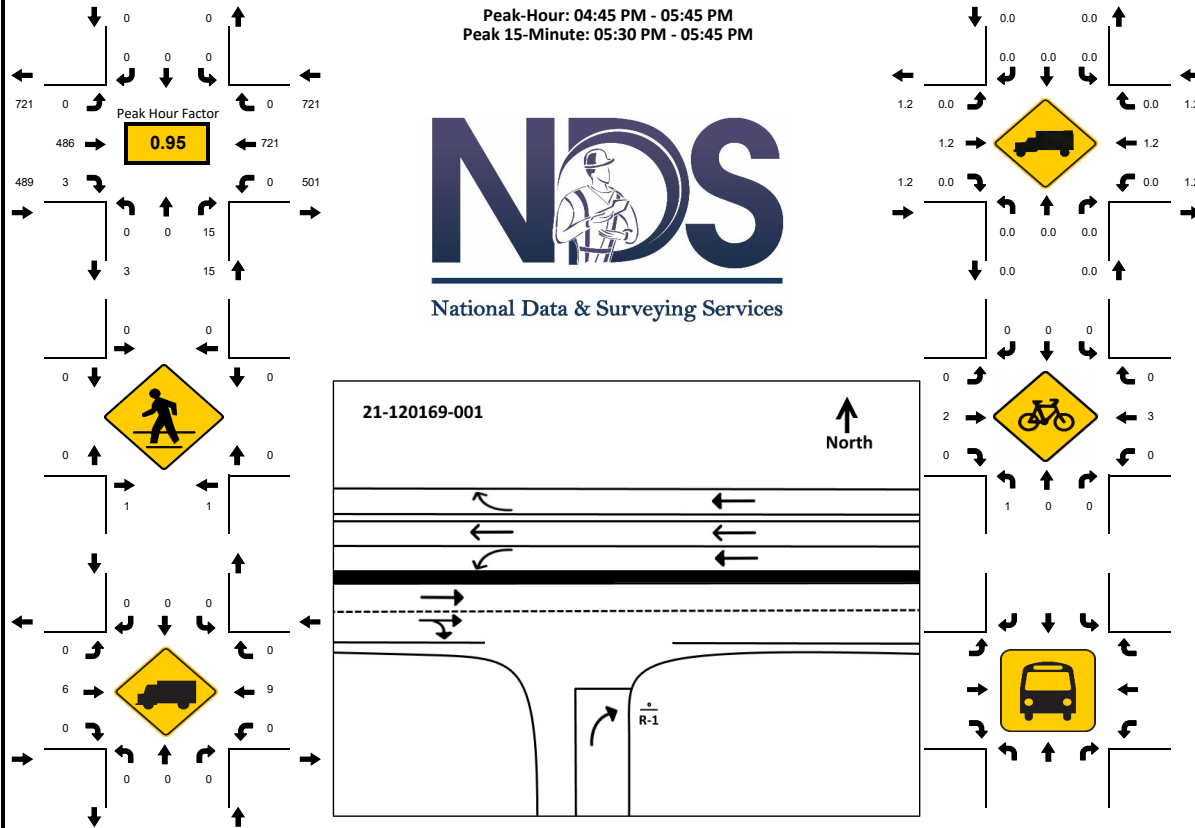 Peak-Hour: 04:45 PM - 05:45 PM
Peak 15-Minute: 05:30 PM - 05:45 PM
0 0
0 0 0
721 0 0 721
Peak Hour Factor
486 0.95 721
489 3 0 501
0 0 15
3 15
NDS
National Data & Surveying Services
0.0 0.0
0.0 0.0 0.0
1.2 0.0 0.0 1.2
1.2 1.2
1.2 0.0 0.0 1.2
0.0 0.0 0.0
0.0 0.0
0 0
0 0
0 0
1 1
0 0 0
0 0
2 3
0 0
1 0 0
21-120169-001
North
R-1
0 0 0
0 0
6 9
0 0
0 0 0